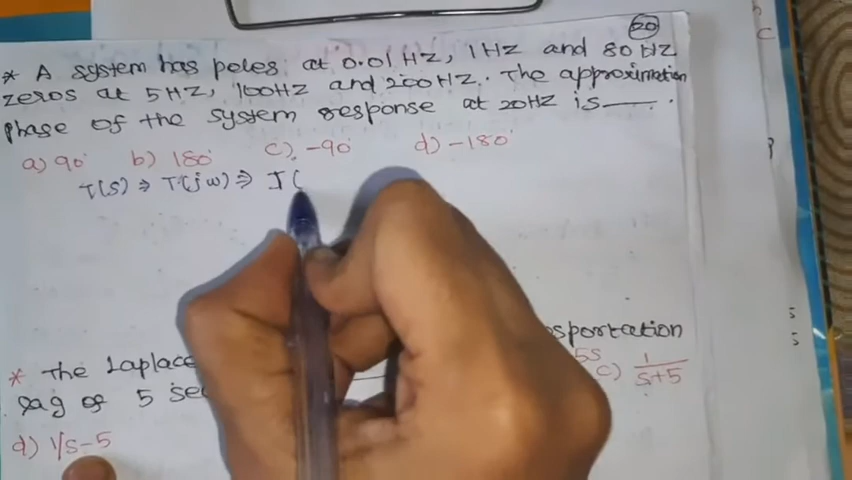 20
* A system has poles at 0.01 HZ, 1HZ and 80 HZ
zeros at 5HZ, 100HZ and 200HZ. The approximation
phase of the system response at 20HZ is ___ .
a) 90° b) 180° c) -90° d) -180°
T(s) ⇒ T(jω) ⇒ T(
* The Laplace sportation
lag of 5 sec 5s c) 1/s+5
d) 1/s-5